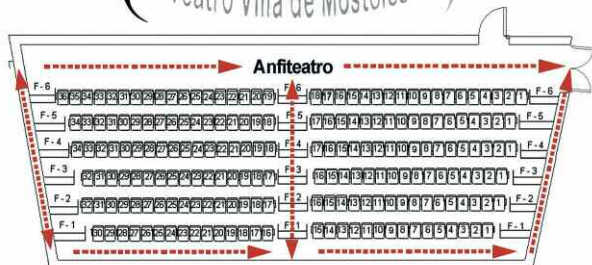 Teatro Villa de Móstoles
Anfiteatro
F-6 36 35 34 33 32 31 30 29 28 27 26 25 24 23 22 21 20 19 F-6 18 17 16 15 14 13 12 11 10 9 8 7 6 5 4 3 2 1 F-6
F-5 34 33 32 31 30 29 28 27 26 25 24 23 22 21 20 19 18 F-5 17 16 15 14 13 12 11 10 9 8 7 6 5 4 3 2 1 F-5
F-4 34 33 32 31 30 29 28 27 26 25 24 23 22 21 20 19 18 F-4 17 16 15 14 13 12 11 10 9 8 7 6 5 4 3 2 1 F-4
F-3 32 31 30 29 28 27 26 25 24 23 22 21 20 19 18 17 F-3 16 15 14 13 12 11 10 9 8 7 6 5 4 3 2 1 F-3
F-2 32 31 30 29 28 27 26 25 24 23 22 21 20 19 18 17 F-2 16 15 14 13 12 11 10 9 8 7 6 5 4 3 2 1 F-2
F-1 30 29 28 27 26 25 24 23 22 21 20 19 18 17 16 F-1 15 14 13 12 11 10 9 8 7 6 5 4 3 2 1 F-1